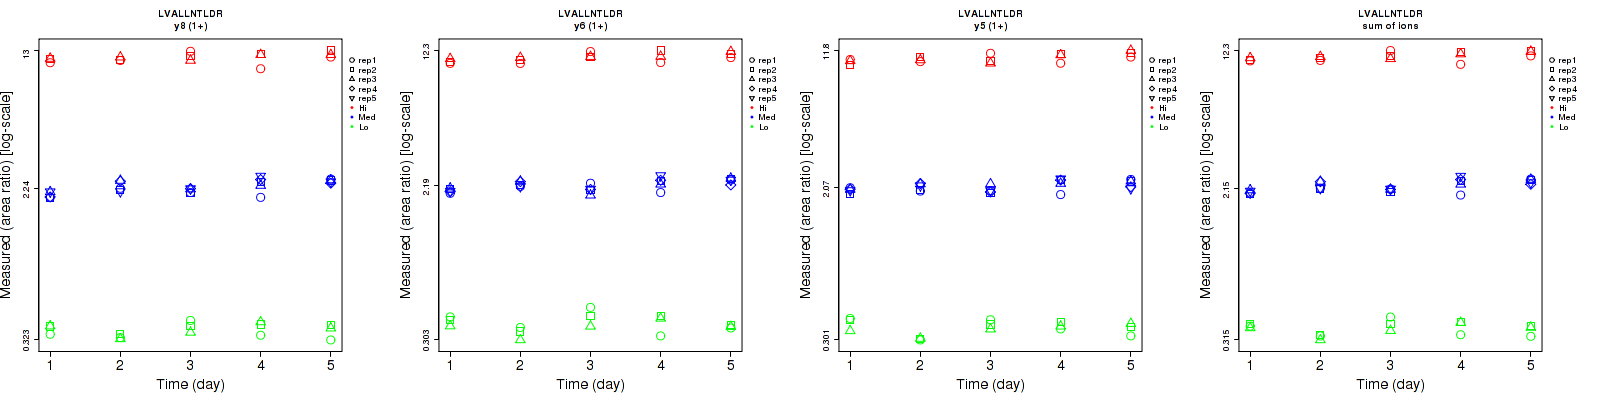 LVALLNTLDR
y8 (1+)
Measured (area ratio) [log-scale]
13
2.24
0.323
1 2 3 4 5
Time (day)
rep1
rep2
rep3
rep4
rep5
Hi
Med
Lo
LVALLNTLDR
y6 (1+)
Measured (area ratio) [log-scale]
12.3
2.19
0.303
1 2 3 4 5
Time (day)
rep1
rep2
rep3
rep4
rep5
Hi
Med
Lo
LVALLNTLDR
y5 (1+)
Measured (area ratio) [log-scale]
11.8
2.07
0.301
1 2 3 4 5
Time (day)
rep1
rep2
rep3
rep4
rep5
Hi
Med
Lo
LVALLNTLDR
sum of ions
Measured (area ratio) [log-scale]
12.3
2.15
0.315
1 2 3 4 5
Time (day)
rep1
rep2
rep3
rep4
rep5
Hi
Med
Lo